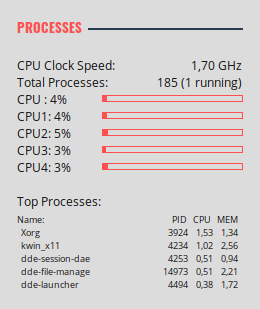 PROCESSES
CPU Clock Speed: 1,70 GHz
Total Processes: 185 (1 running)
CPU : 4%
CPU1: 4%
CPU2: 5%
CPU3: 3%
CPU4: 3%
Top Processes:
Name: PID CPU MEM
Xorg 3924 1,53 1,34
kwin_x11 4234 1,02 2,56
dde-session-dae 4253 0,51 0,94
dde-file-manage 14973 0,51 2,21
dde-launcher 4494 0,38 1,72